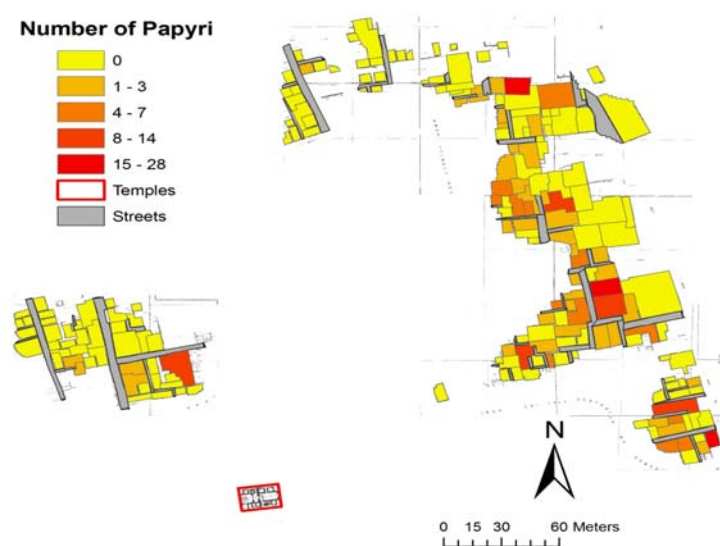 Number of Papyri
0
1 - 3
4 - 7
8 - 14
15 - 28
Temples
Streets
N
0 15 30 60 Meters